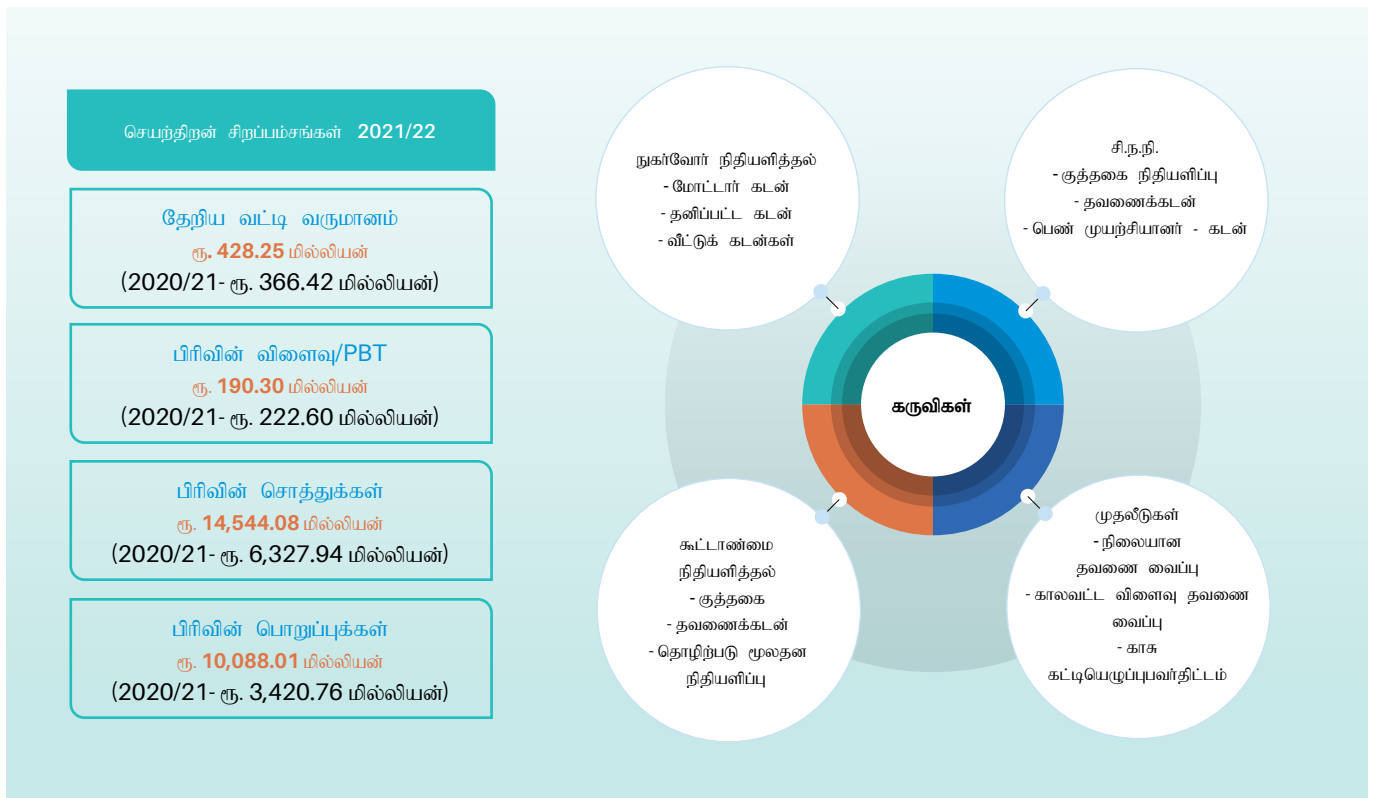 செயற்திறன் சிறப்பம்சங்கள் 2021/22
தேறிய வட்டி வருமானம்
ரூ. 428.25 மில்லியன்
(2020/21- ரூ. 366.42 மில்லியன்)
பிரிவின் விளைவு/PBT
ரூ. 190.30 மில்லியன்
(2020/21- ரூ. 222.60 மில்லியன்)
பிரிவின் சொத்துக்கள்
ரூ. 14,544.08 மில்லியன்
(2020/21- ரூ. 6,327.94 மில்லியன்)
பிரிவின் பொறுப்புக்கள்
ரூ. 10,088.01 மில்லியன்
(2020/21- ரூ. 3,420.76 மில்லியன்)
நுகர்வோர் நிதியளித்தல்
- மோட்டார் கடன்
- தனிப்பட்ட கடன்
- வீட்டுக் கடன்கள்
சி.ந.நி.
- குத்தகை நிதியளிப்பு
- தவணைக்கடன்
- பெண் முயற்சியானர் - கடன்
கருவிகள்
கூட்டாண்மை
நிதியளித்தல்
- குத்தகை
- தவணைக்கடன்
- தொழிற்படு மூலதன
நிதியளிப்பு
முதலீடுகள்
- நிலையான
தவணை வைப்பு
- காலவட்ட விளைவு தவணை
வைப்பு
- காசு
கட்டியெழுப்புபவர்திட்டம்